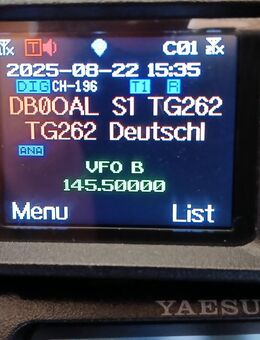 T C01
2025-08-22 15:35
DIG CH-196 T1 R
DB0OAL S1 TG262
TG262 Deutschl
ANA
VFO B
145.50000
Menu List
YAESU